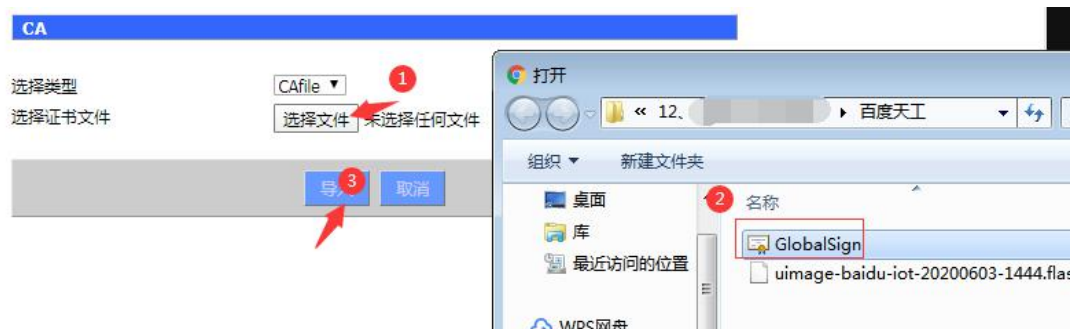 CA
选择类型
CAfile
1
选择证书文件
选择文件
未选择任何文件
3
取消
打开
« 12、
百度天工
组织
新建文件夹
桌面
库
最近访问的位置
WPS网盘
2
名称
GlobalSign
uimage-baidu-iot-20200603-1444.flas